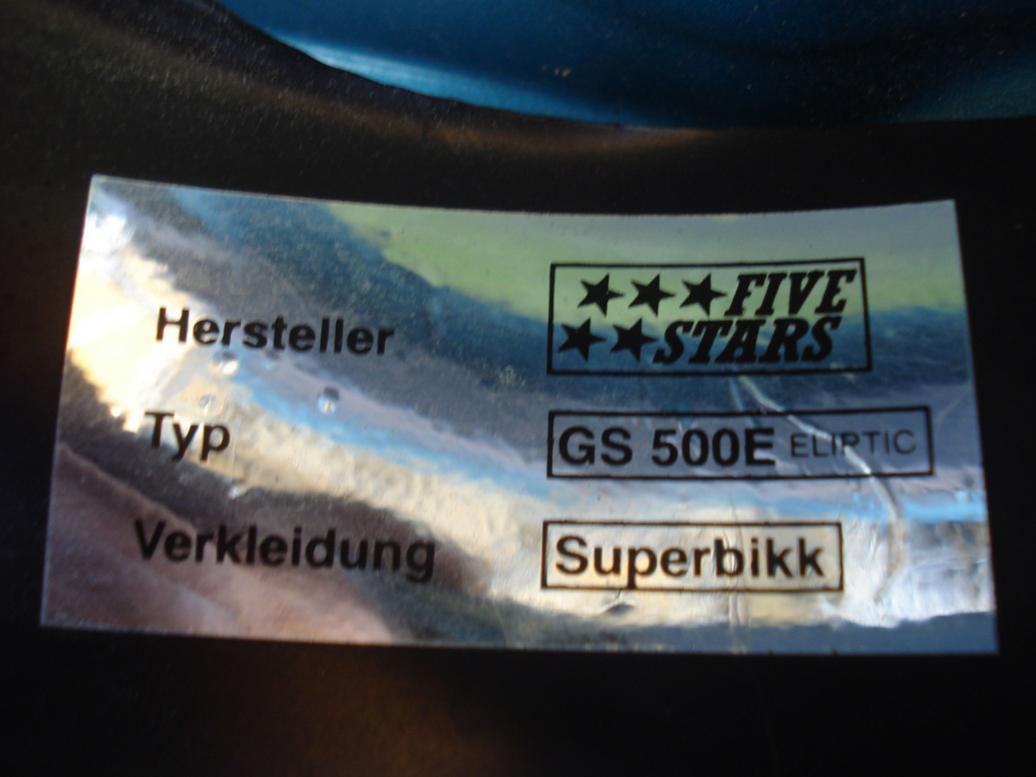 Hersteller FIVE STARS
Typ GS 500E ELIPTIC
Verkleidung Superbikk